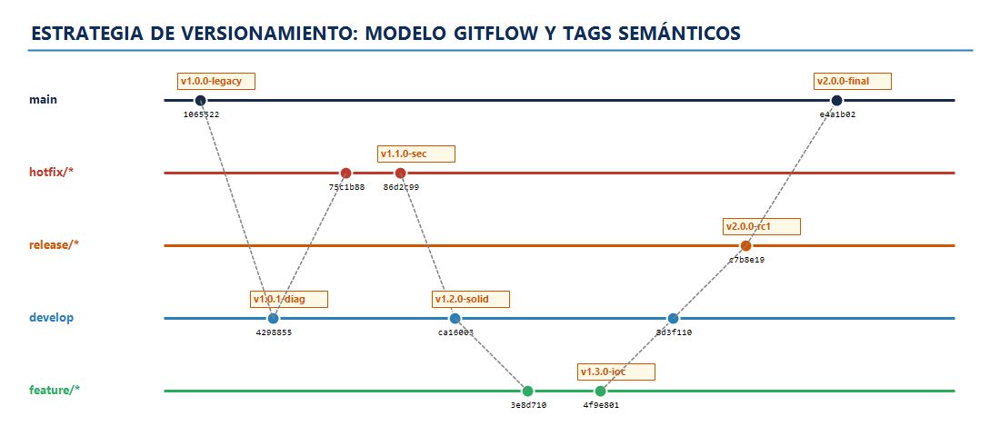 ESTRATEGIA DE VERSIONAMIENTO: MODELO GITFLOW Y TAGS SEMÁNTICOS
v1.0.0-legacy
v2.0.0-final
main
1065522
e4a1b02
v1.1.0-sec
hotfix/*
75c1b88
86d2c99
v2.0.0-rc1
release/*
c7b8e19
v1.0.1-diag
v1.2.0-solid
develop
4298855
ca16003
8d3f110
v1.3.0-ioc
feature/*
3e8d710
4f9e801